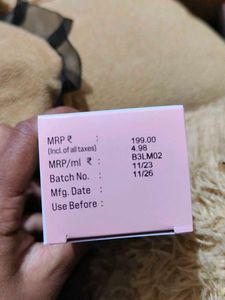 MRP ₹ : 199.00
(Incl. of all taxes) 4.98
MRP/ml ₹ : B3LM02
Batch No. : 11/23
Mfg. Date : 11/26
Use Before :